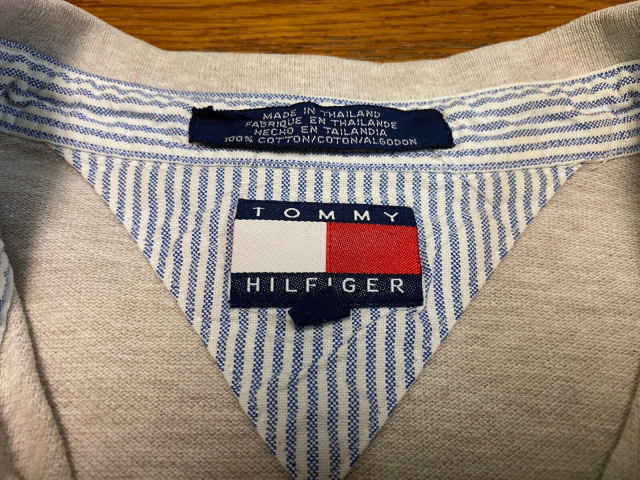 MADE IN THAILAND
FABRIQUE EN THAILANDE
HECHO EN TAILANDIA
100% COTTON/COTON/ALGODON
TOMMY
HILFIGER